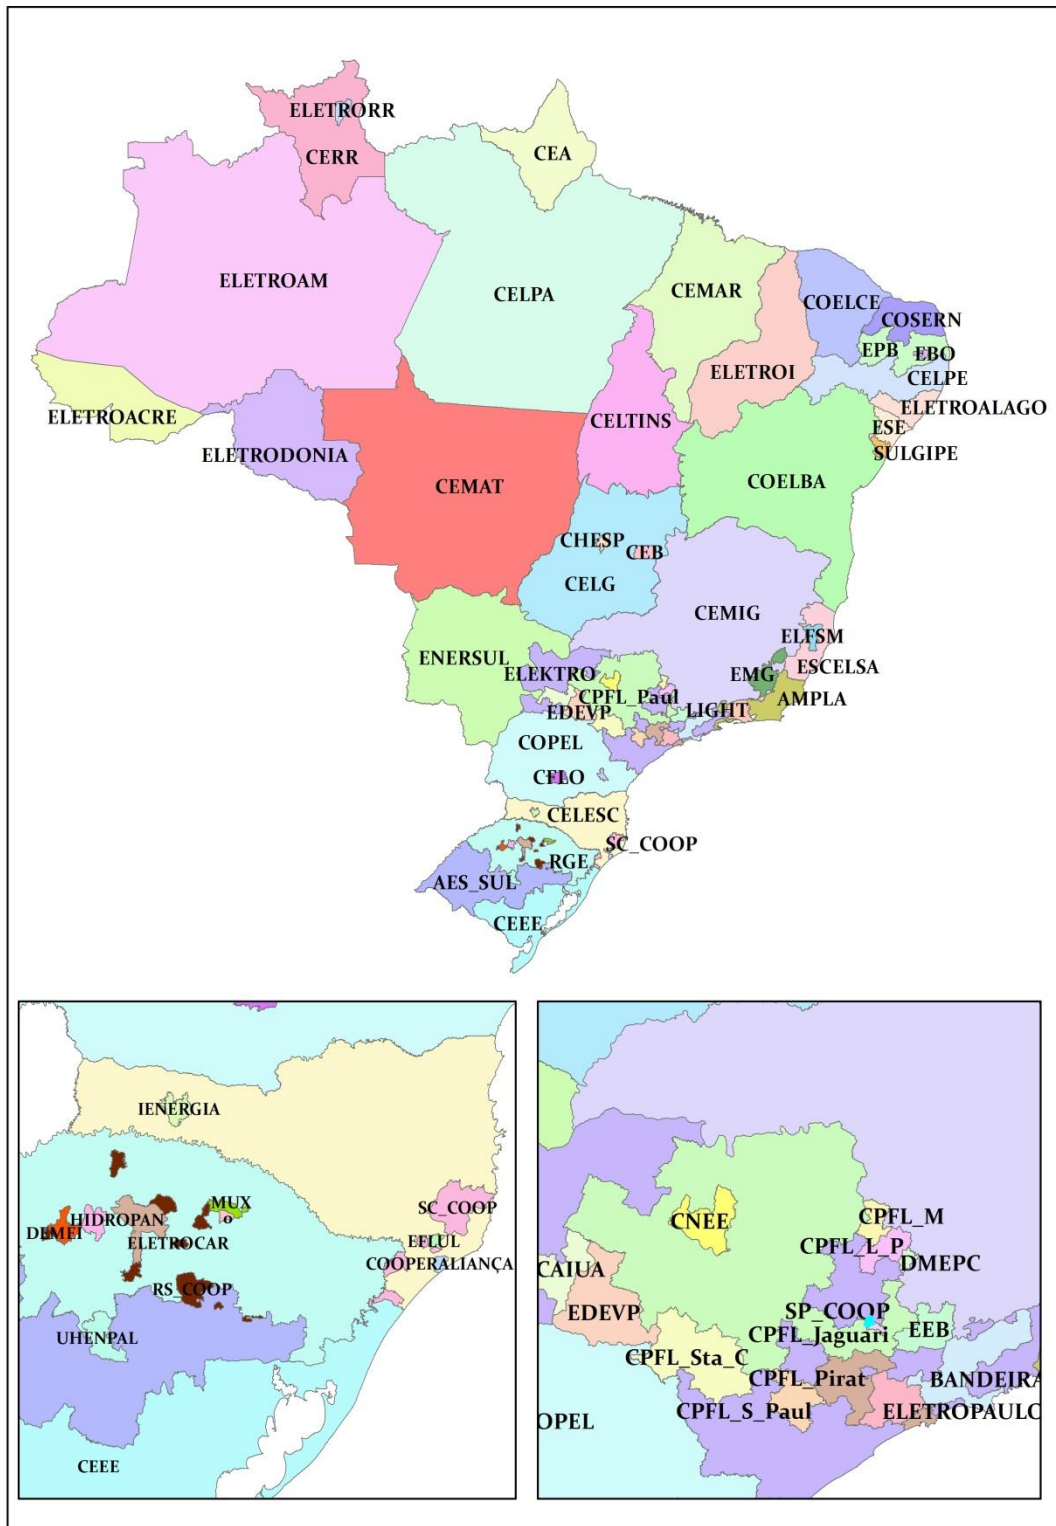 ELETRORR
CERR
CEA
ELETROAM
CELPA
CEMAR
COELCE
COSERN
EPB
EBO
ELETROI
CELPE
ELETROACRE
CELTINS
ELETROALAGO
ESE
ELETRODONIA
SULGIPE
CEMAT
COELBA
CHESP
CEB
CELG
CEMIG
ELFSM
ENERSUL
ESCELSA
ELEKTRO
EMG
CPFL_Paul
AMPLA
EDEVP
LIGHT
COPEL
CFLO
CELESC
SC_COOP
RGE
AES_SUL
CEEE
IENERGIA
MUX
o
SC_COOP
HIDROPAN
DEMEI
ELETROCAR
EFLUL
COOPERALIANÇA
RS_COOP
UHENPAL
CEEE
CNEE
CPFL_M
CPFL_L_P
DMEPC
CAIUA
EDEVP
SP_COOP
CPFL_Jaguari
EEB
CPFL_Sta_C
CPFL_Pirat
BANDEIRA
CPFL_S_Paul
ELETROPAULO
OPEL